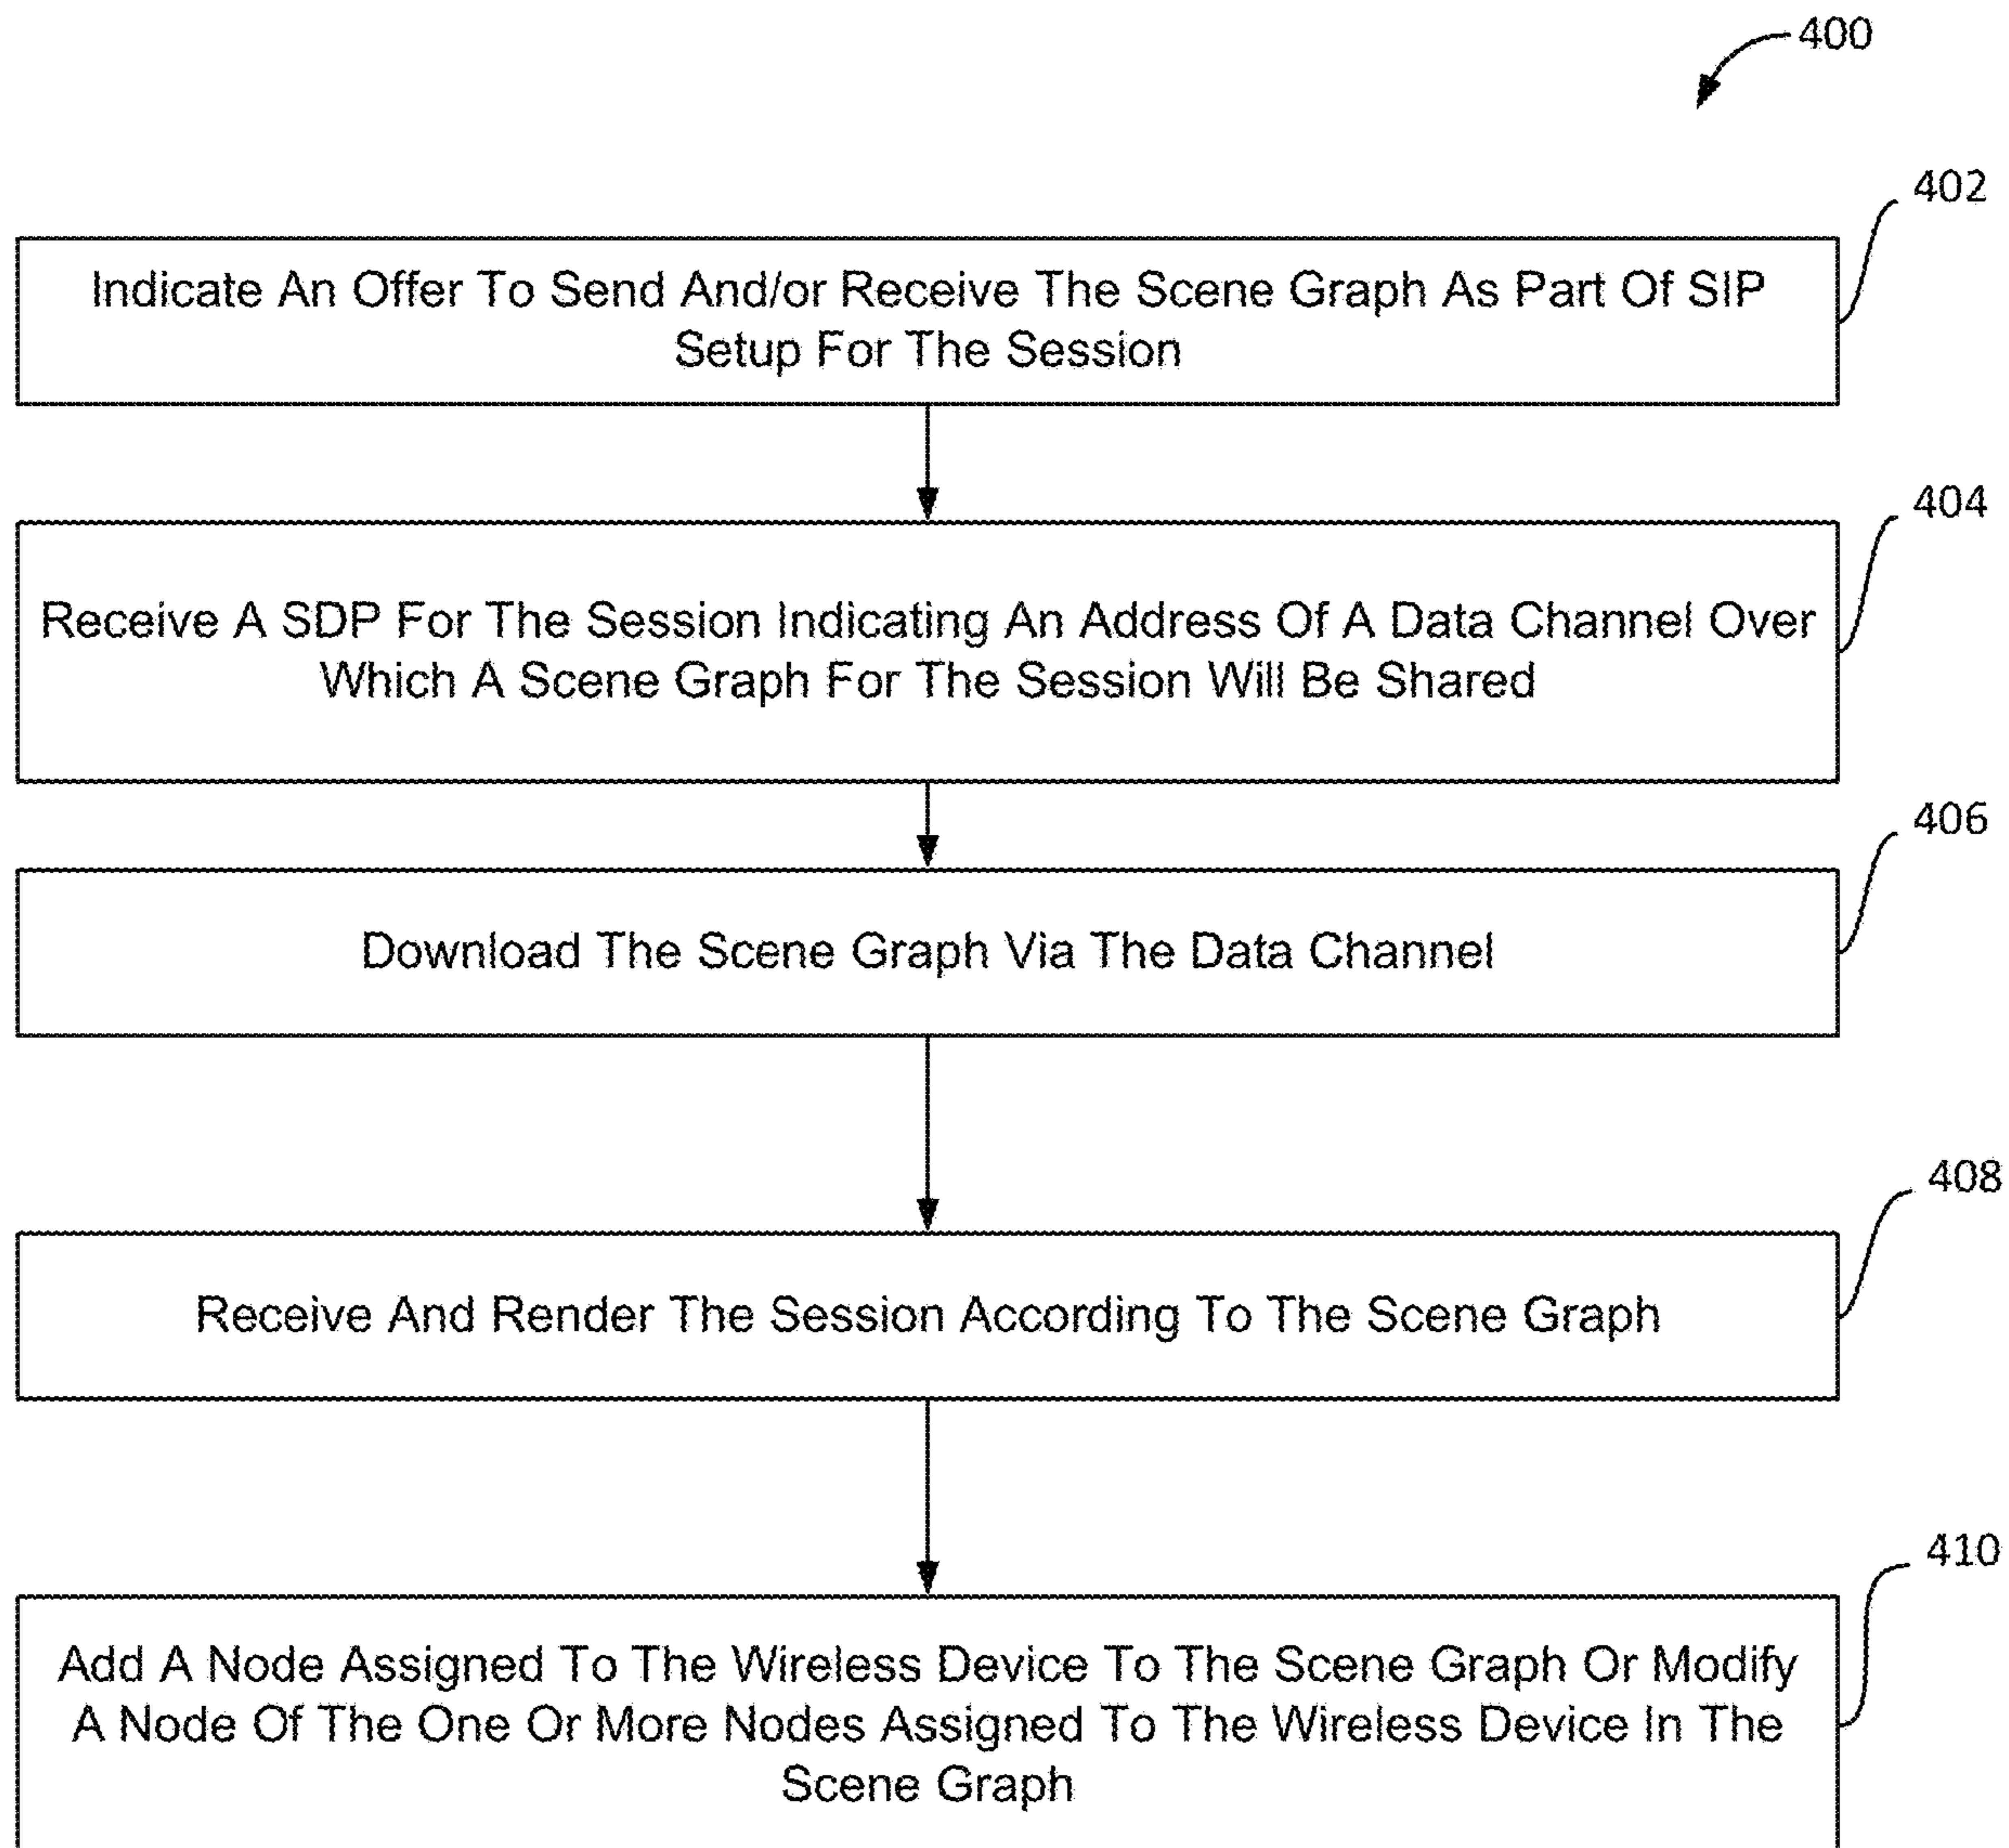 400
402
Indicate An Offer To Send And/or Receive The Scene Graph As Part Of SIP
Setup For The Session
404
Receive A SDP For The Session Indicating An Address Of A Data Channel Over
Which A Scene Graph For The Session Will Be Shared
406
Download The Scene Graph Via The Data Channel
408
Receive And Render The Session According To The Scene Graph
410
Add A Node Assigned To The Wireless Device To The Scene Graph Or Modify
A Node Of The One Or More Nodes Assigned To The Wireless Device In The
Scene Graph